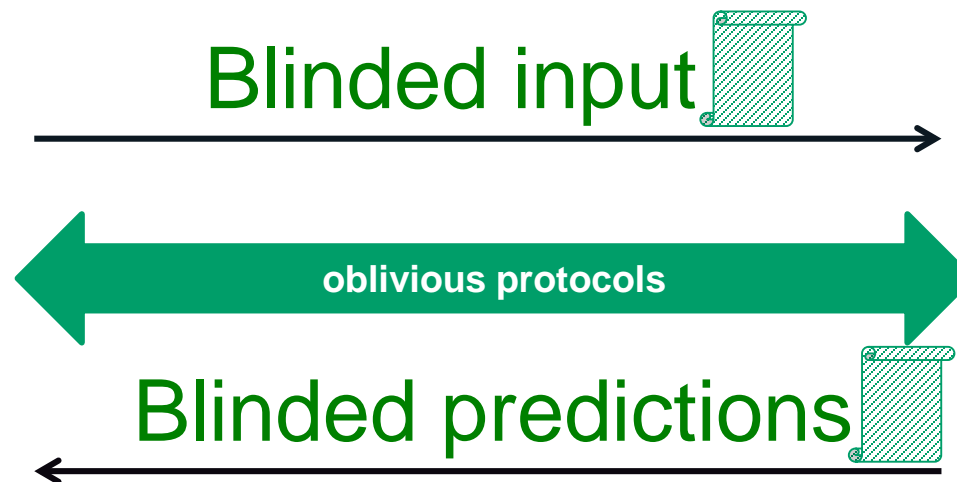 Blinded input
oblivious protocols
Blinded predictions